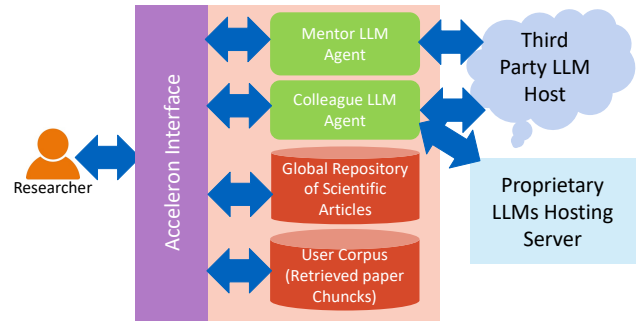 Mentor LLM
Agent
Third
Party LLM
Host
Colleague LLM
Agent
Acceleron Interface
Researcher
Global Repository
of Scientific
Articles
Proprietary
LLMs Hosting
Server
User Corpus
(Retrieved paper
Chuncks)